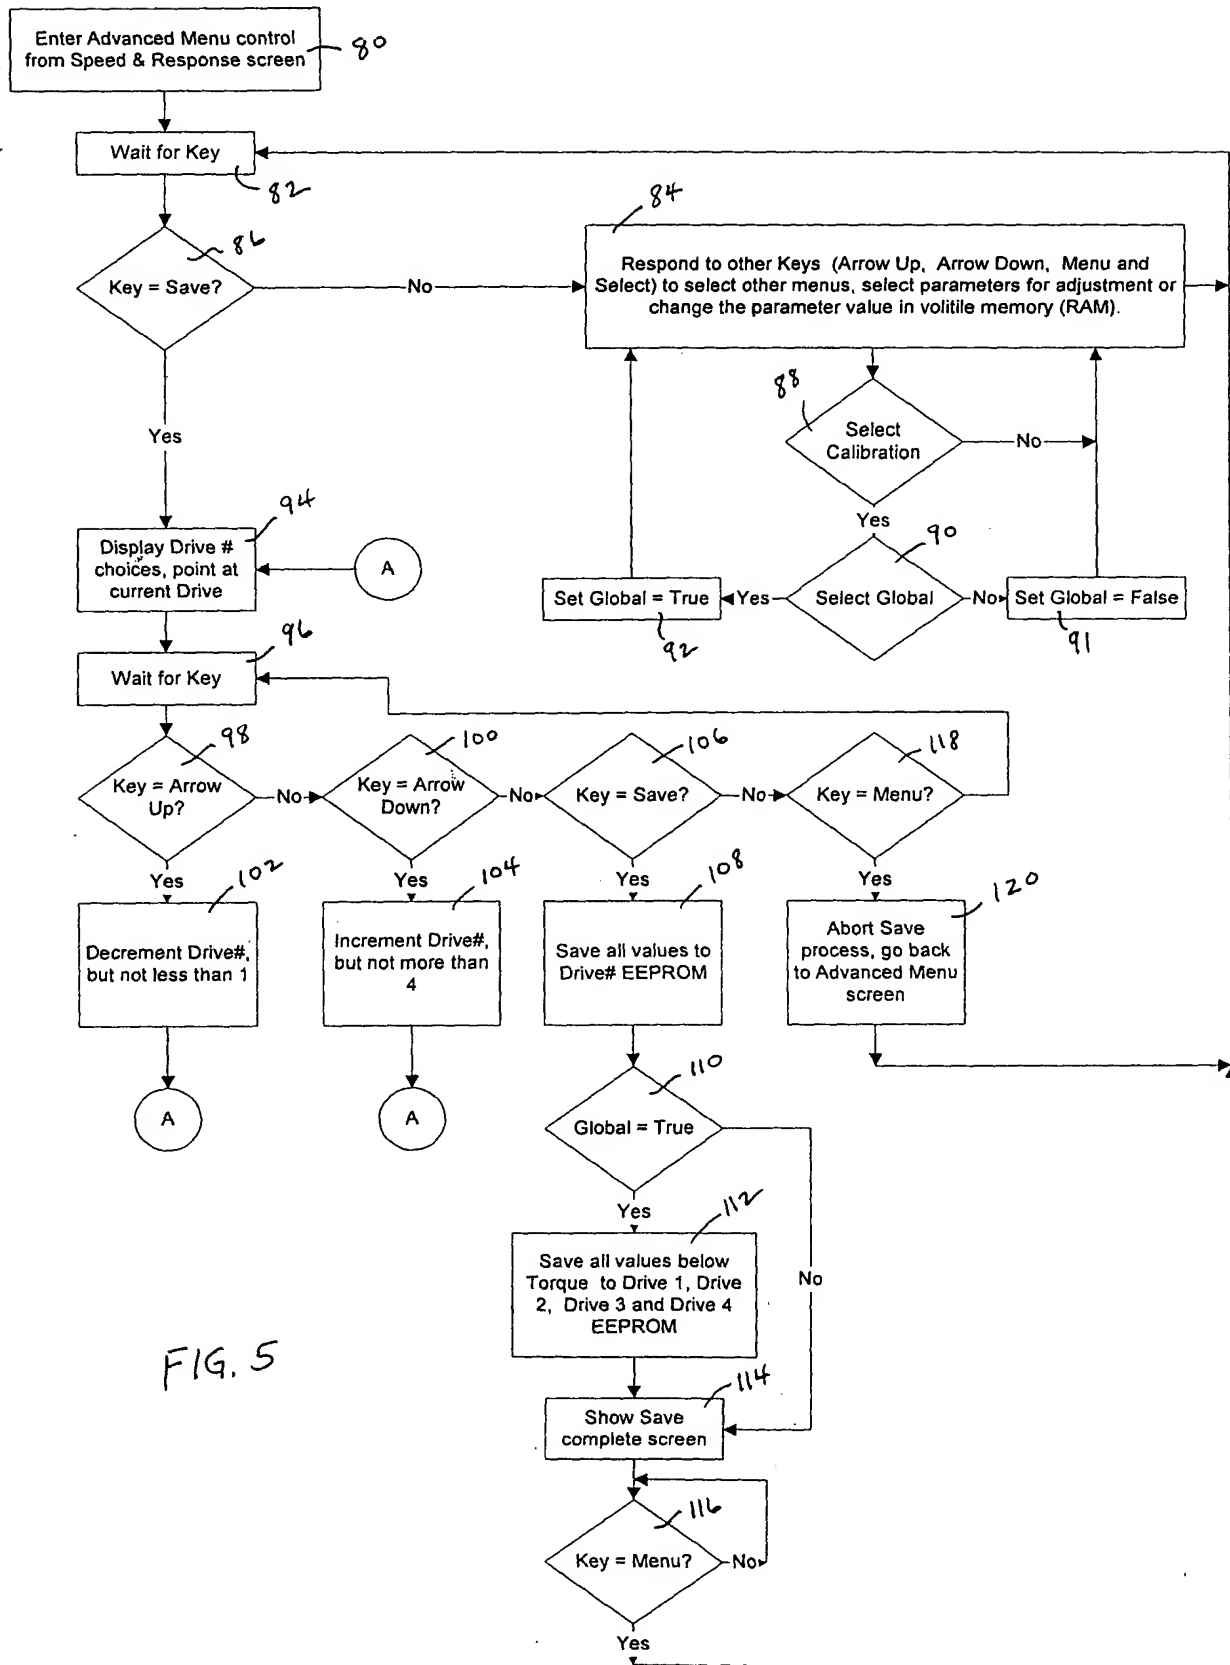 Enter Advanced Menu control
from Speed & Response screen
80
Wait for Key
82
84
86
Key = Save?
No
Respond to other Keys (Arrow Up, Arrow Down, Menu and
Select) to select other menus, select parameters for adjustment or
change the parameter value in volitile memory (RAM).
88
Select
Calibration
No
Yes
Yes
90
94
Display Drive #
choices, point at
current Drive
A
Set Global = True
Yes
Select Global
No
Set Global = False
92
91
96
Wait for Key
98
Key = Arrow
Up?
No
100
Key = Arrow
Down?
No
106
Key = Save?
No
118
Key = Menu?
Yes
Yes
Yes
Yes
102
Decrement Drive#,
but not less than 1
104
Increment Drive#,
but not more than
4
108
Save all values to
Drive# EEPROM
120
Abort Save
process, go back
to Advanced Menu
screen
A
A
110
Global = True
Yes
No
112
Save all values below
Torque to Drive 1, Drive
2, Drive 3 and Drive 4
EEPROM
FIG. 5
114
Show Save
complete screen
116
Key = Menu?
No
Yes